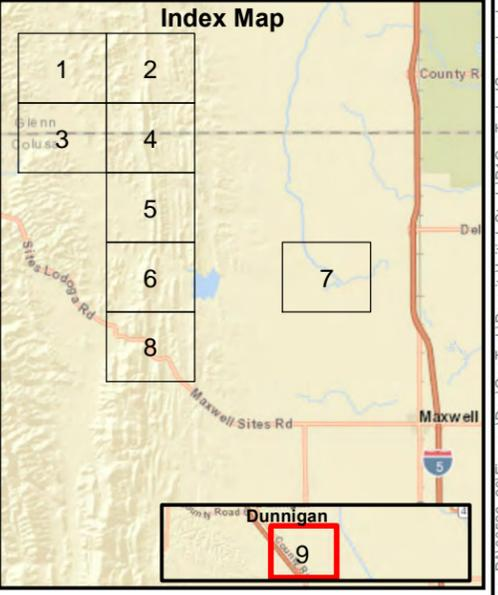 Index Map
1
2
County R
Glenn
Colusa
3
4
5
Del
6
7
Sites Lodoga Rd
8
Maxwell Sites Rd
Maxwell
5
Dunnigan
9